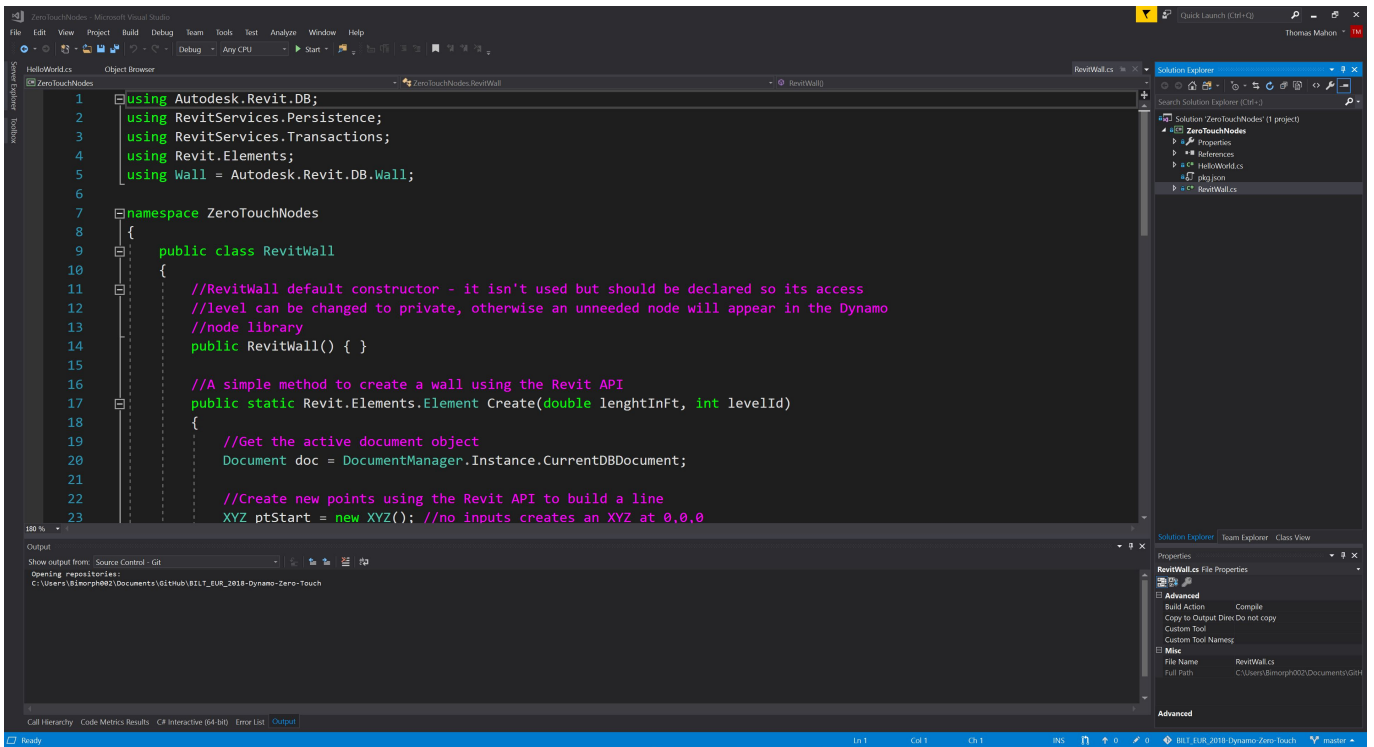 ZeroTouchNodes - Microsoft Visual Studio
Quick Launch (Ctrl+Q)
File Edit View Project Build Debug Team Tools Test Analyze Window Help
Thomas Mahon TM
Debug Any CPU Start
Server Explorer
Toolbox
HelloWorld.cs Object Browser RevitWall.cs
ZeroTouchNodes ZeroTouchNodes.RevitWall RevitWall()
1 using Autodesk.Revit.DB;
2 using RevitServices.Persistence;
3 using RevitServices.Transactions;
4 using Revit.Elements;
5 using Wall = Autodesk.Revit.DB.Wall;
6
7 namespace ZeroTouchNodes
8 {
9 public class RevitWall
10 {
11 //RevitWall default constructor - it isn't used but should be declared so its access
12 //level can be changed to private, otherwise an unneeded node will appear in the Dynamo
13 //node library
14 public RevitWall() { }
15
16 //A simple method to create a wall using the Revit API
17 public static Revit.Elements.Element Create(double lenghtInFt, int levelId)
18 {
19 //Get the active document object
20 Document doc = DocumentManager.Instance.CurrentDBDocument;
21
22 //Create new points using the Revit API to build a line
23 XYZ ptStart = new XYZ(); //no inputs creates an XYZ at 0,0,0
180 %
Output
Show output from: Source Control - Git
Opening repositories:
C:\Users\Bimorph002\Documents\GitHub\BILT_EUR_2018-Dynamo-Zero-Touch
Call Hierarchy Code Metrics Results C# Interactive (64-bit) Error List Output
Solution Explorer
Search Solution Explorer (Ctrl+;)
Solution 'ZeroTouchNodes' (1 project)
ZeroTouchNodes
Properties
References
C# HelloWorld.cs
pkg.json
C# RevitWall.cs
Solution Explorer Team Explorer Class View
Properties
RevitWall.cs File Properties
Advanced
Build Action Compile
Copy to Output Direc Do not copy
Custom Tool
Custom Tool Namesp
Misc
File Name RevitWall.cs
Full Path C:\Users\Bimorph002\Documents\GitH
Advanced
Ready Ln 1 Col 1 Ch 1 INS 0 0 BILT_EUR_2018-Dynamo-Zero-Touch master